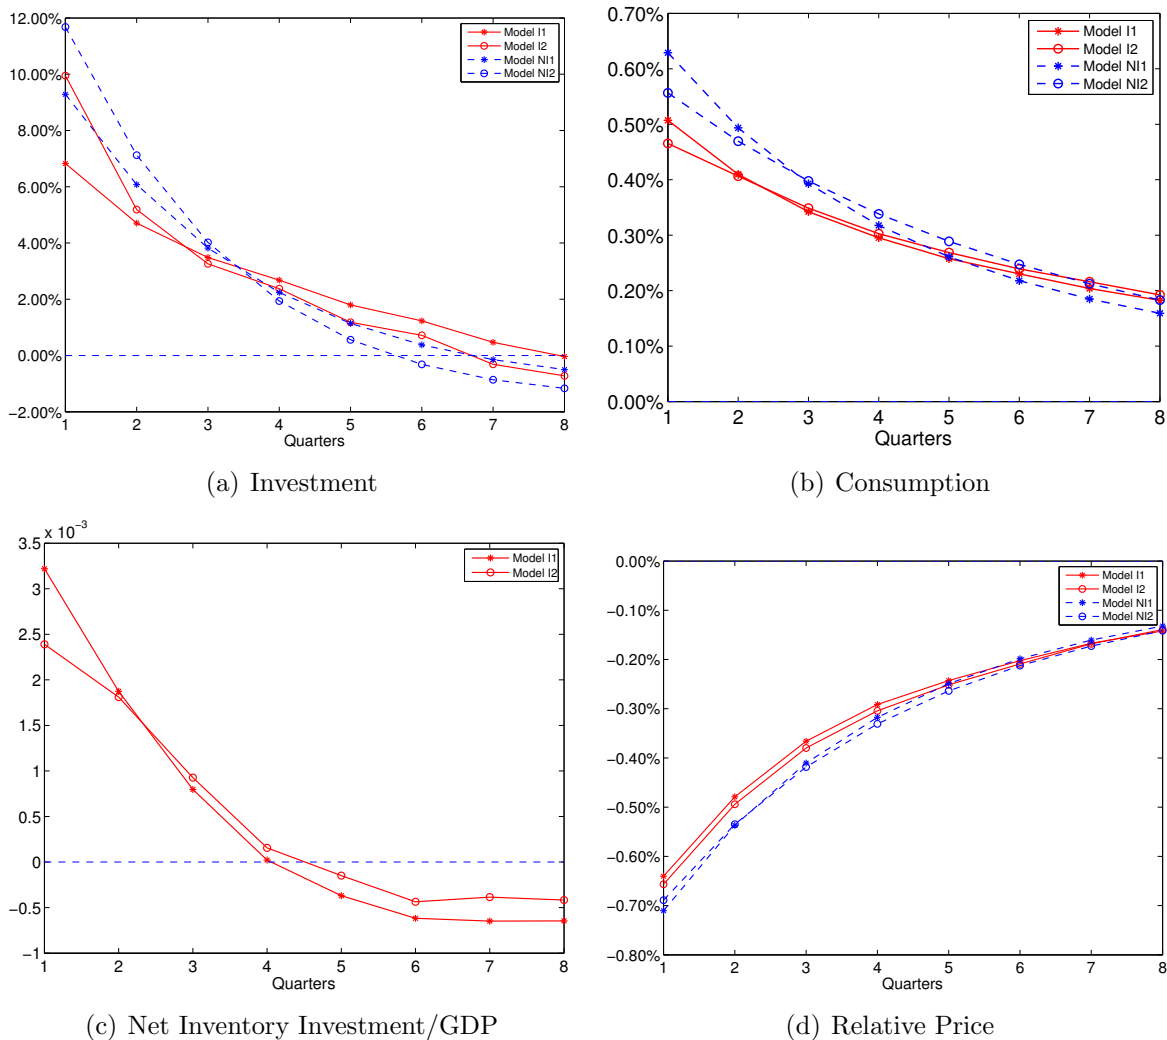 12.00%
10.00%
8.00%
6.00%
4.00%
2.00%
0.00%
−2.00%
1 2 3 4 5 6 7 8
Quarters
Model I1
Model I2
Model NI1
Model NI2
(a) Investment
0.70%
0.60%
0.50%
0.40%
0.30%
0.20%
0.10%
0.00%
1 2 3 4 5 6 7 8
Quarters
Model I1
Model I2
Model NI1
Model NI2
(b) Consumption
x 10−3
3.5
3
2.5
2
1.5
1
0.5
0
−0.5
−1
1 2 3 4 5 6 7 8
Quarters
Model I1
Model I2
(c) Net Inventory Investment/GDP
0.00%
−0.10%
−0.20%
−0.30%
−0.40%
−0.50%
−0.60%
−0.70%
−0.80%
1 2 3 4 5 6 7 8
Quarters
Model I1
Model I2
Model NI1
Model NI2
(d) Relative Price